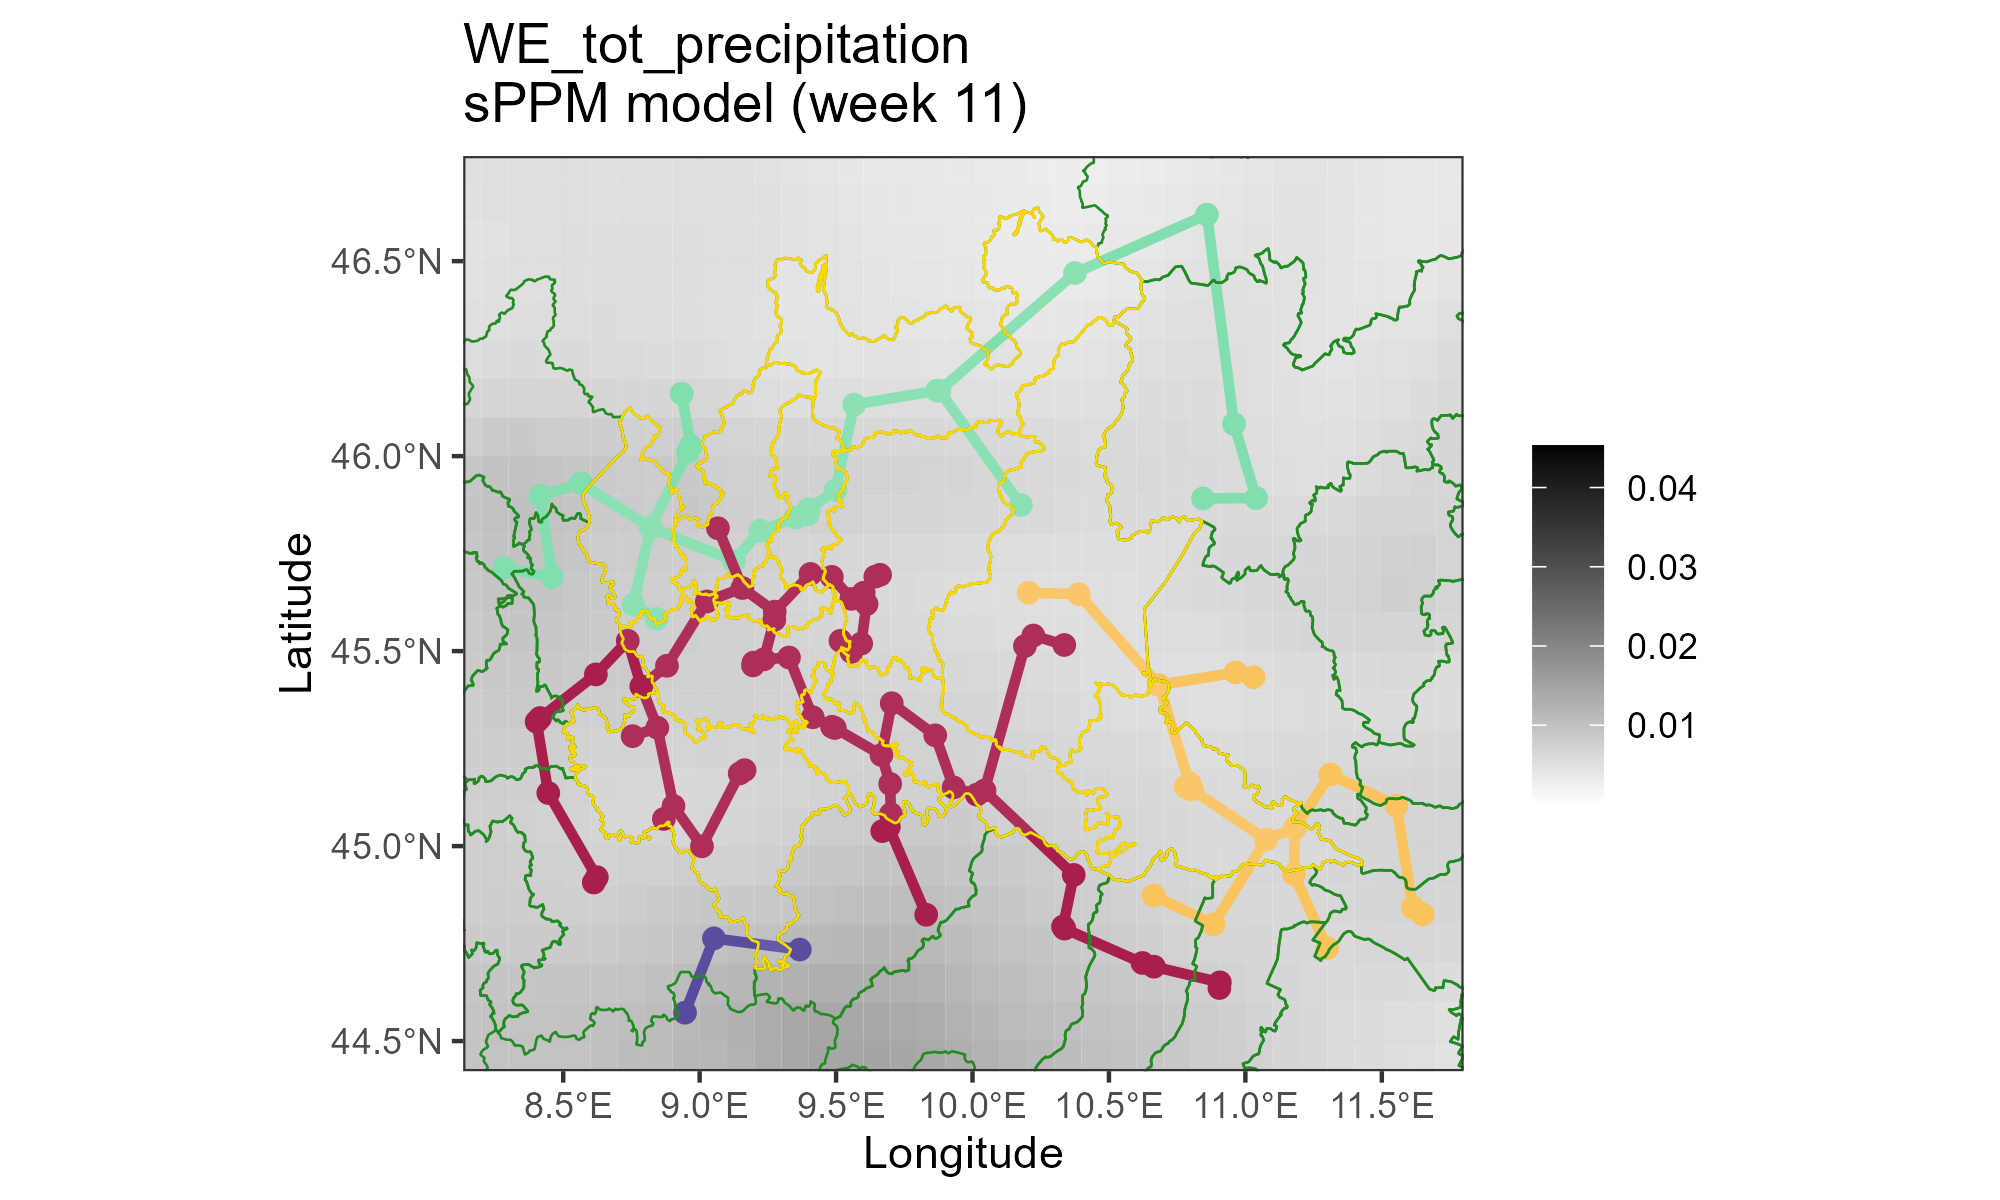 WE_tot_precipitation
sPPM model (week 11)
46.5°N
46.0°N
45.5°N
45.0°N
44.5°N
Latitude
8.5°E 9.0°E 9.5°E 10.0°E 10.5°E 11.0°E 11.5°E
Longitude
0.04
0.03
0.02
0.01